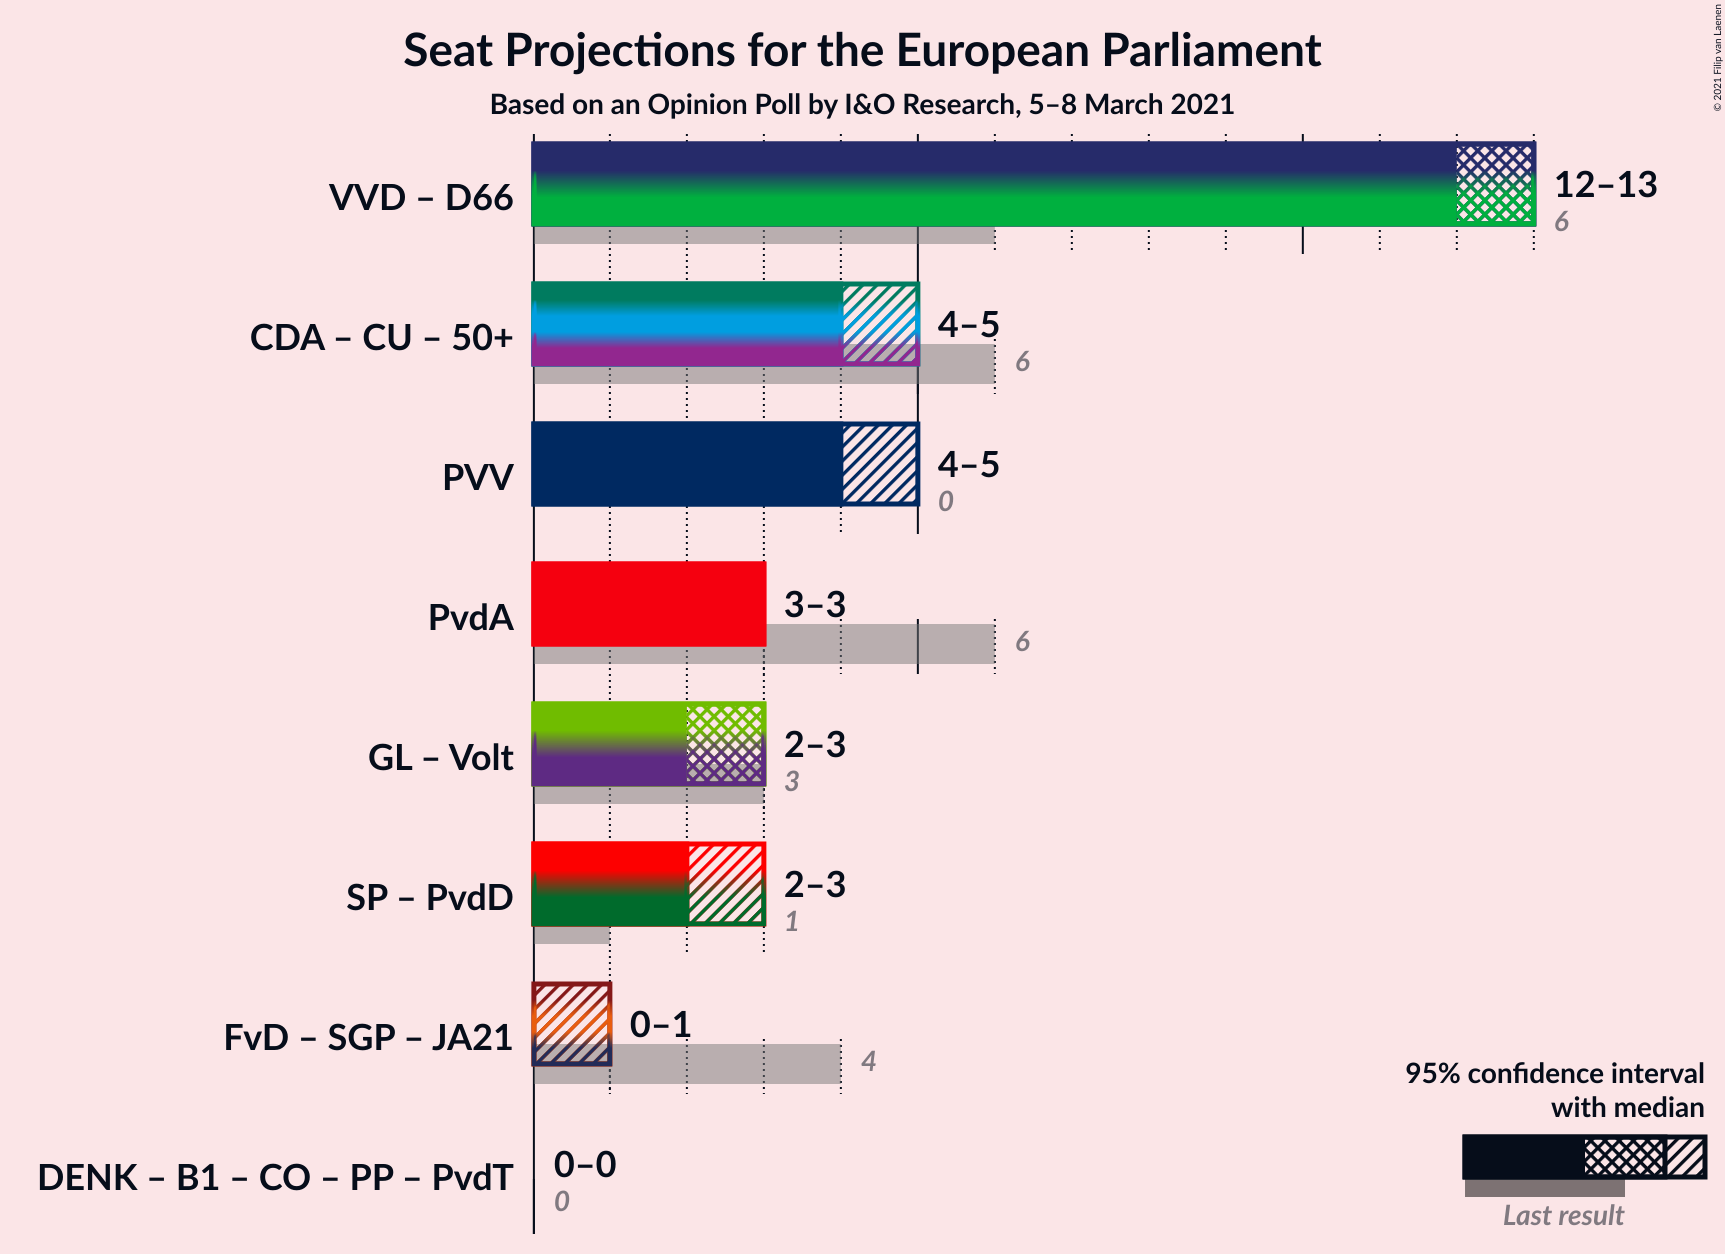 Seat Projections for the European Parliament
Based on an Opinion Poll by I&O Research, 5–8 March 2021
© 2021 Filip van Laenen
VVD – D66
12–13
6
CDA – CU – 50+
4–5
6
PVV
4–5
0
PvdA
3–3
6
GL – Volt
2–3
3
SP – PvdD
2–3
1
FvD – SGP – JA21
0–1
4
DENK – B1 – CO – PP – PvdT
0–0
0
95% confidence interval
with median
Last result